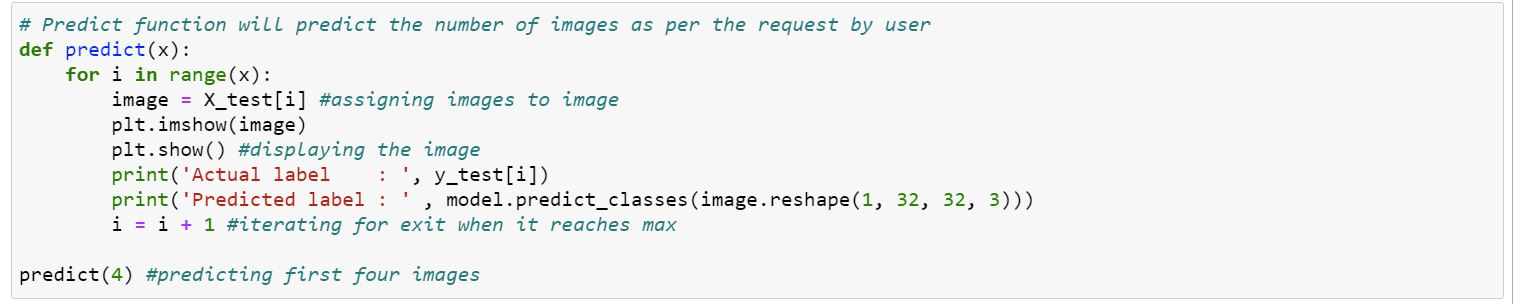 # Predict function will predict the number of images as per the request by user
def predict(x):
    for i in range(x):
        image = X_test[i] #assigning images to image
        plt.imshow(image)
        plt.show() #displaying the image
        print('Actual label    : ', y_test[i])
        print('Predicted label : ' , model.predict_classes(image.reshape(1, 32, 32, 3)))
        i = i + 1 #iterating for exit when it reaches max

predict(4) #predicting first four images